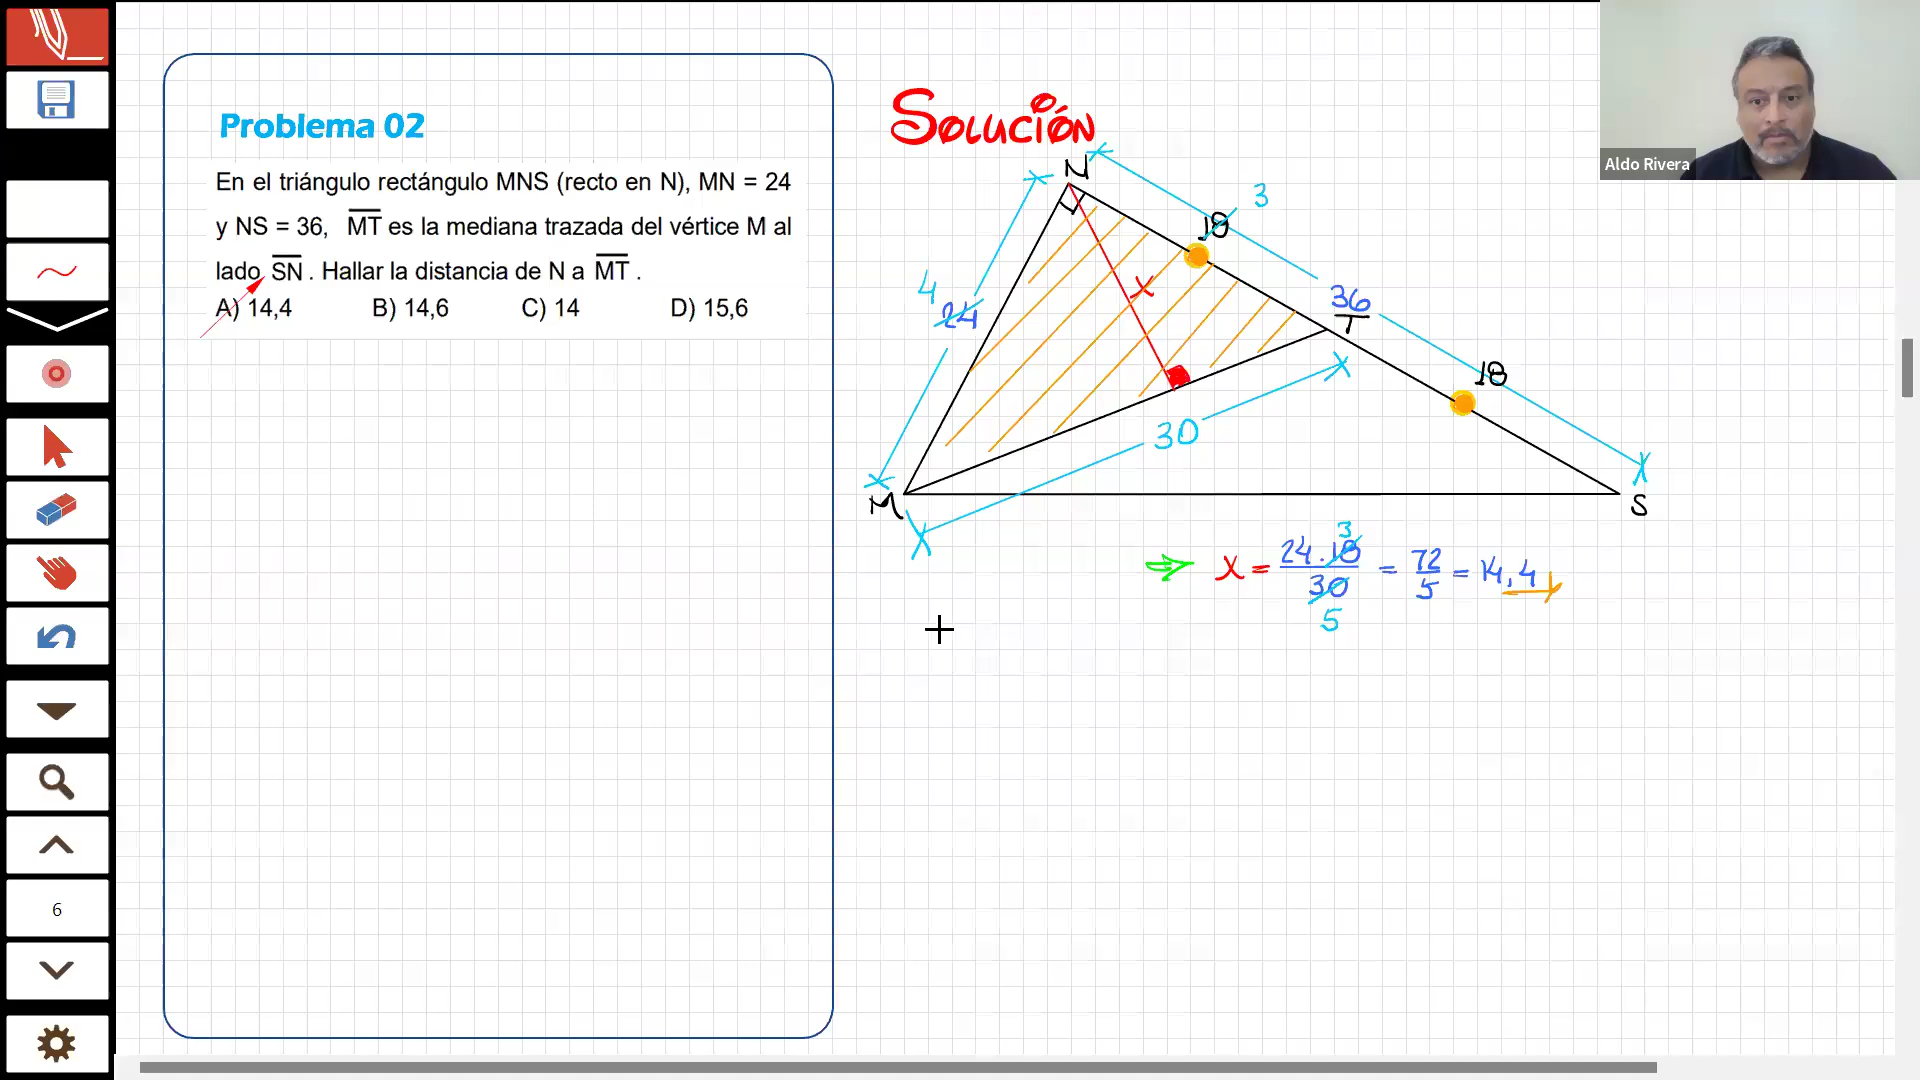 Problema 02
En el triángulo rectángulo MNS (recto en N), MN = 24
y NS = 36, MT es la mediana trazada del vértice M al
lado SN . Hallar la distancia de N a MT .
A) 14,4 B) 14,6 C) 14 D) 15,6
SOLUCIÓN
N
18
3
4
24
x
36
T
18
30
M
S
x = 24.18/30 = 72/5 = 14,4
3
5
Aldo Rivera
6